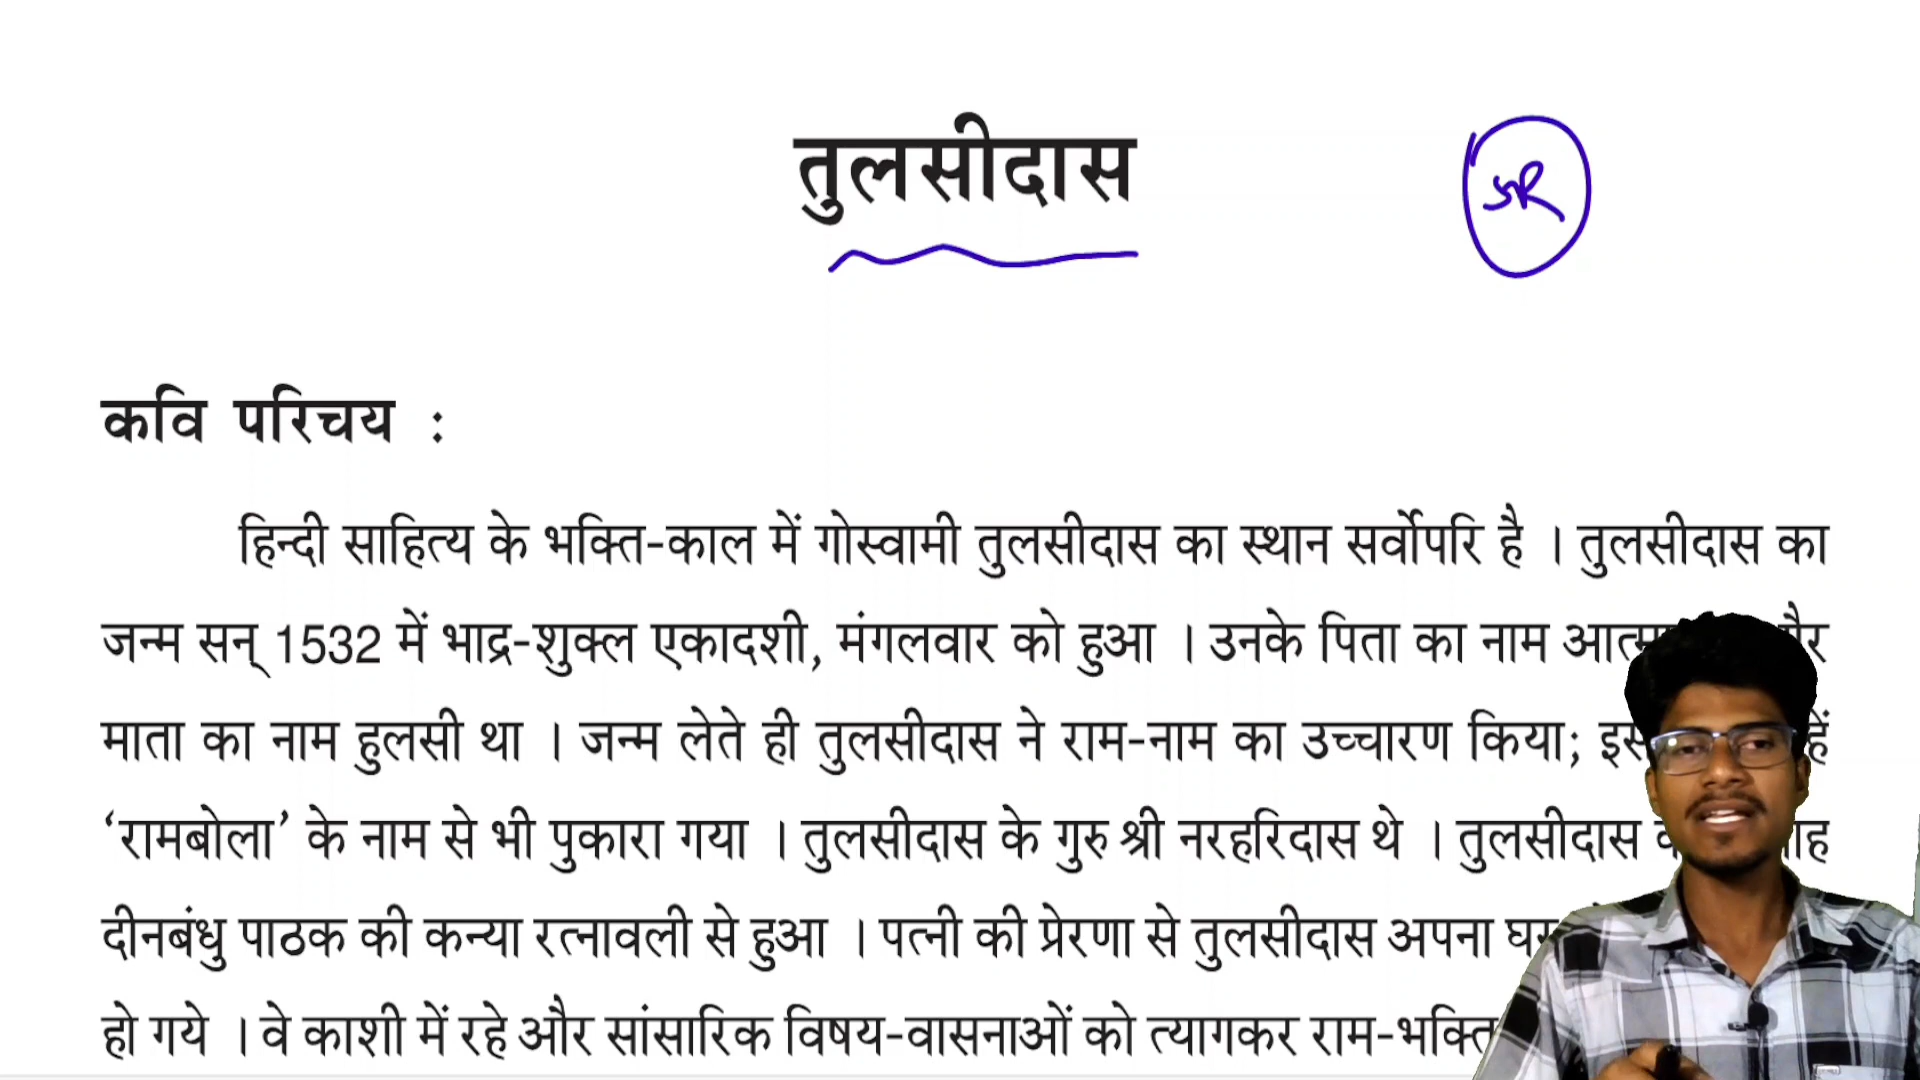 तुलसीदास
SR
कवि परिचय :
हिन्दी साहित्य के भक्ति-काल में गोस्वामी तुलसीदास का स्थान सर्वोपरि है । तुलसीदास का
जन्म सन् 1532 में भाद्र-शुक्ल एकादशी, मंगलवार को हुआ । उनके पिता का नाम
माता का नाम हुलसी था । जन्म लेते ही तुलसीदास ने राम-नाम का उच्चारण किया;
‘रामबोला’ के नाम से भी पुकारा गया । तुलसीदास के गुरु श्री नरहरिदास थे । तुलसीदास
दीनबंधु पाठक की कन्या रत्नावली से हुआ । पत्नी की प्रेरणा से तुलसीदास अपना
हो गये । वे काशी में रहे और सांसारिक विषय-वासनाओं को त्यागकर राम-भक्ति